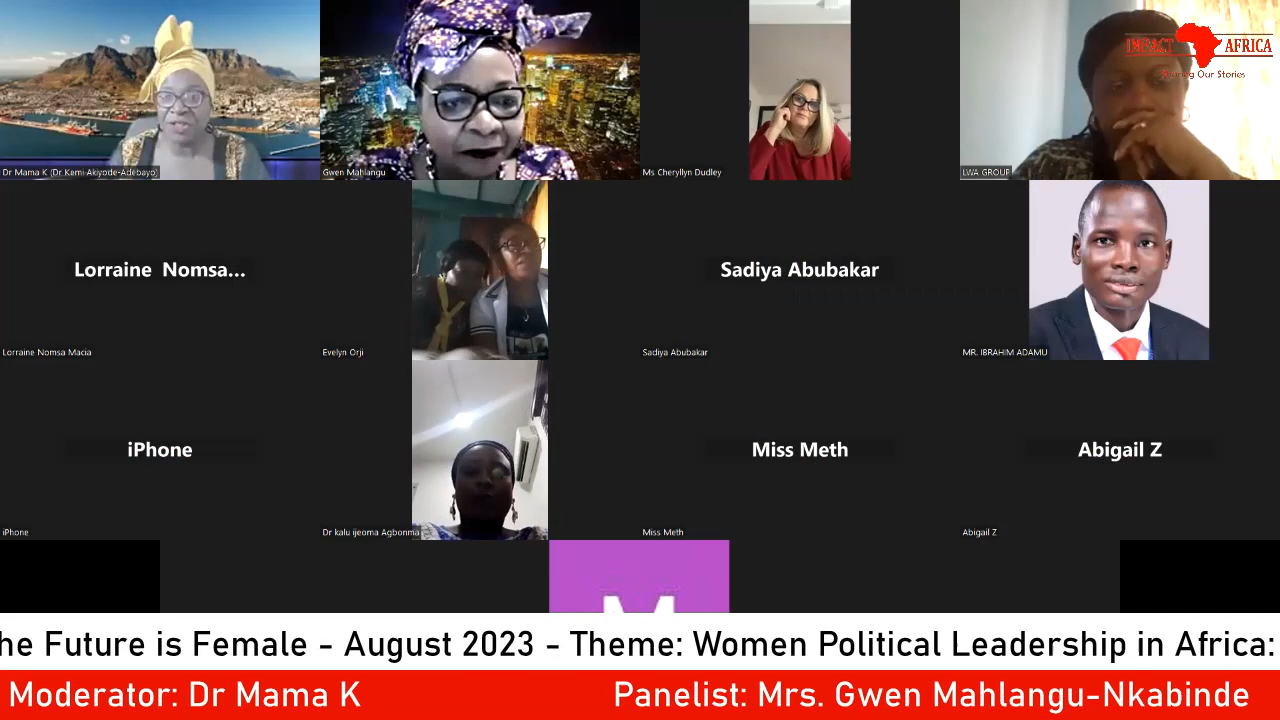 IMPACT AFRICA
Sharing Our Stories
Dr Mama K (Dr Kemi Akiyode-Adebayo)
Gwen Mahlangu
Ms Cheryllyn Dudley
LWA GROUP
Lorraine Nomsa...
Sadiya Abubakar
Lorraine Nomsa Macia
Evelyn Orji
Sadiya Abubakar
MR. IBRAHIM ADAMU
iPhone
Miss Meth
Abigail Z
iPhone
Dr kalu ijeoma Agbonma
Miss Meth
Abigail Z
M
he Future is Female - August 2023 - Theme: Women Political Leadership in Africa:
Moderator: Dr Mama K
Panelist: Mrs. Gwen Mahlangu-Nkabinde